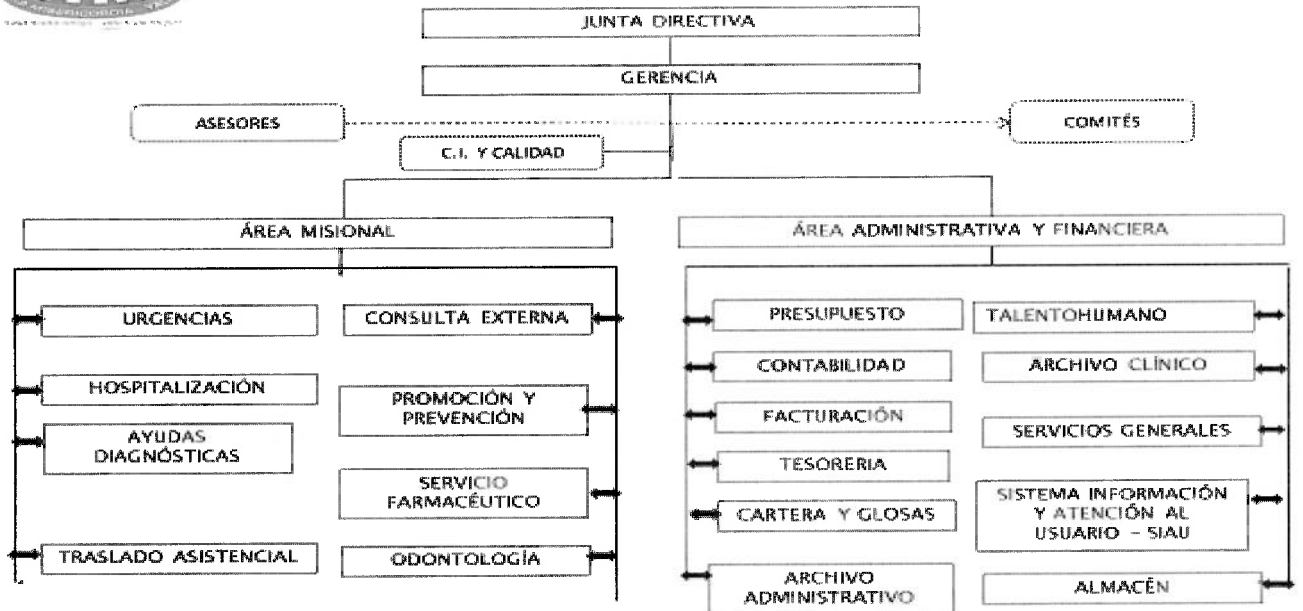 JUNTA DIRECTIVA
GERENCIA
ASESORES
COMITÉS
C.I. Y CALIDAD
ÁREA MISIONAL
ÁREA ADMINISTRATIVA Y FINANCIERA
URGENCIAS
CONSULTA EXTERNA
HOSPITALIZACIÓN
PROMOCIÓN Y
PREVENCIÓN
AYUDAS
DIAGNÓSTICAS
SERVICIO
FARMACÉUTICO
TRASLADO ASISTENCIAL
ODONTOLOGÍA
PRESUPUESTO
TALENTOHUMANO
CONTABILIDAD
ARCHIVO CLÍNICO
FACTURACIÓN
SERVICIOS GENERALES
TESORERIA
CARTERA Y GLOSAS
SISTEMA INFORMACIÓN
Y ATENCIÓN AL
USUARIO – SIAU
ARCHIVO
ADMINISTRATIVO
ALMACÉN